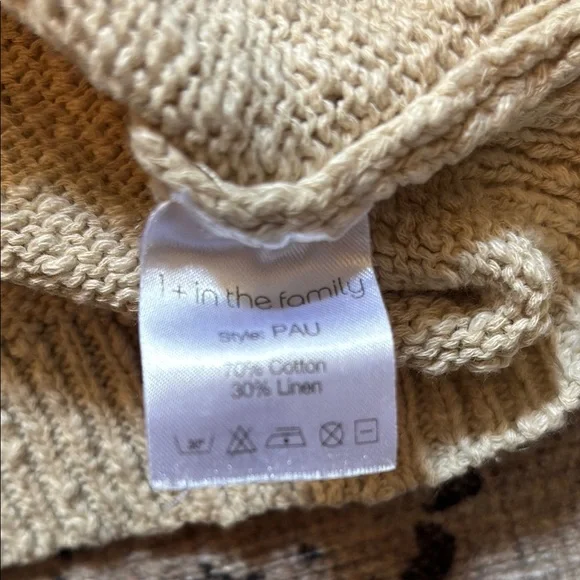 1 + in the family
Style: PAU
70% Cotton
30% Linen
30°